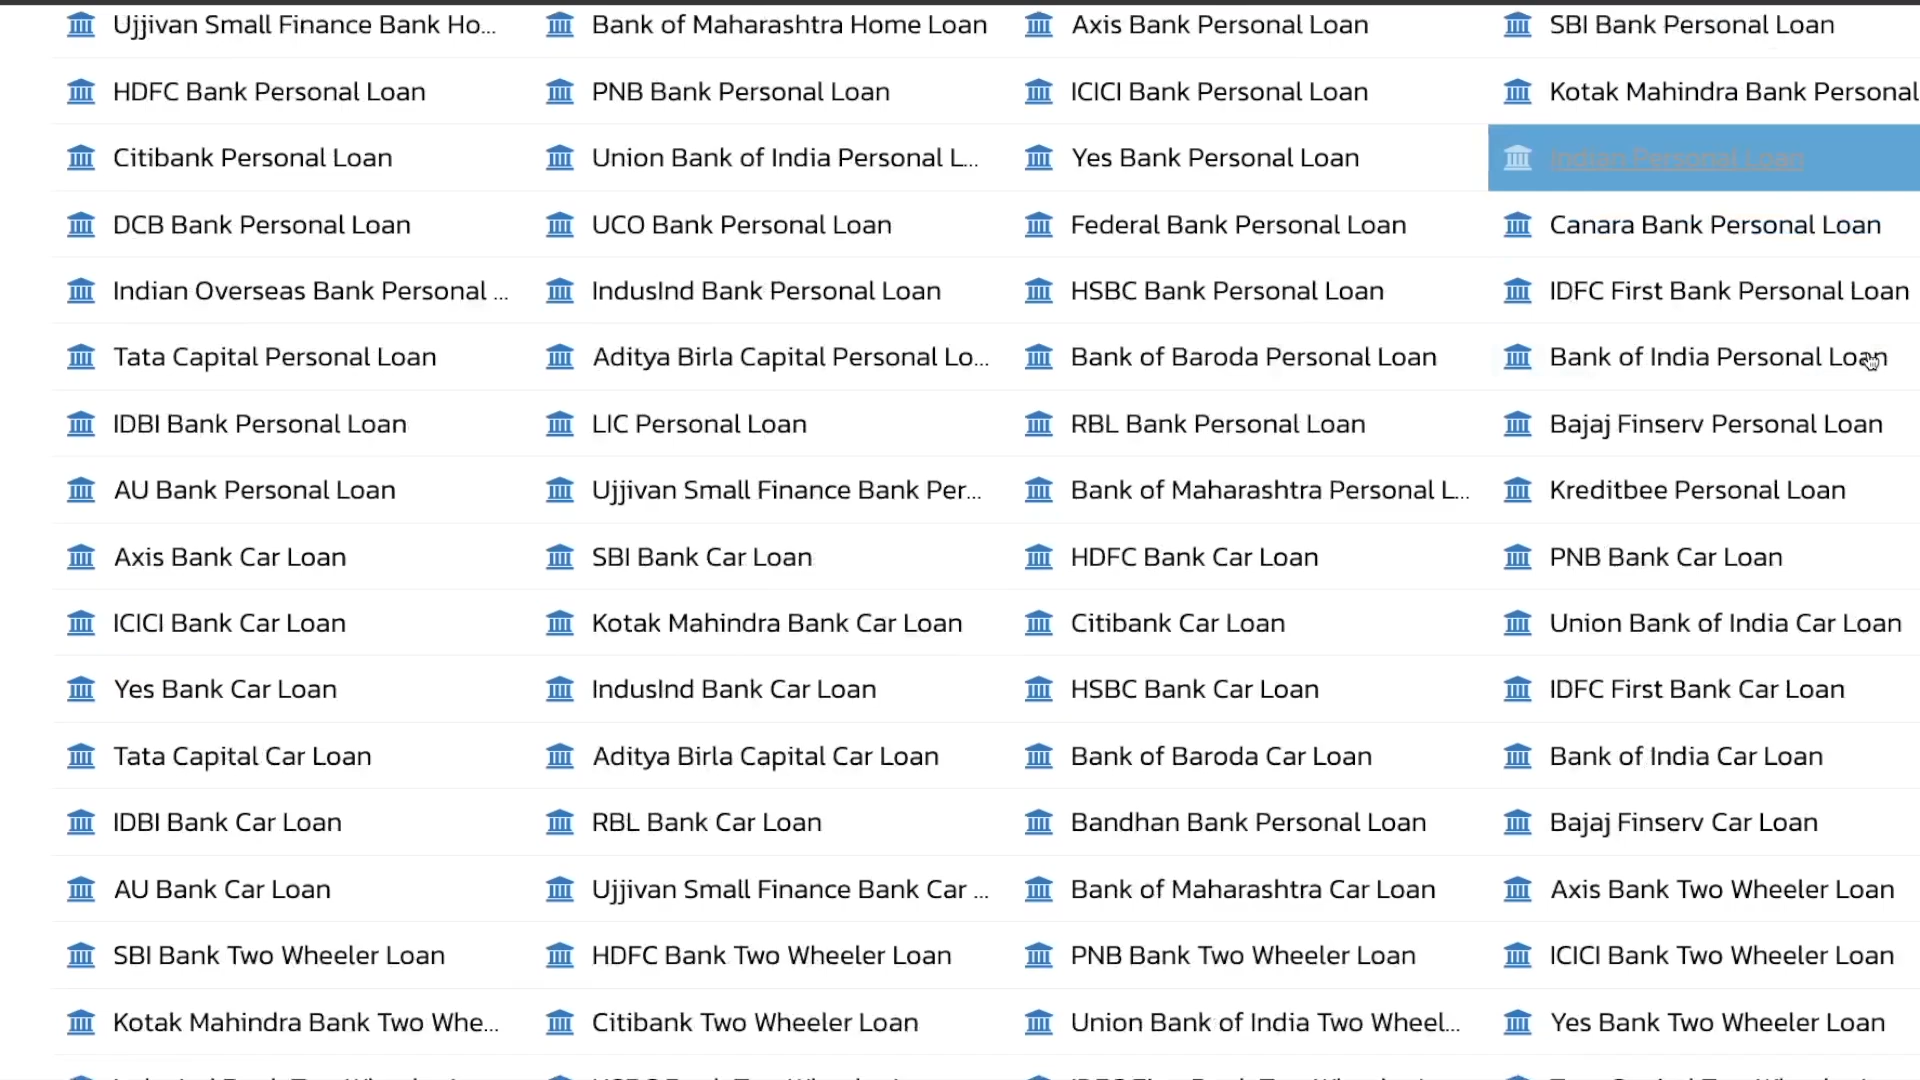 Ujjivan Small Finance Bank Ho...
Bank of Maharashtra Home Loan
Axis Bank Personal Loan
SBI Bank Personal Loan
HDFC Bank Personal Loan
PNB Bank Personal Loan
ICICI Bank Personal Loan
Kotak Mahindra Bank Personal
Citibank Personal Loan
Union Bank of India Personal L...
Yes Bank Personal Loan
Indian Personal Loan
DCB Bank Personal Loan
UCO Bank Personal Loan
Federal Bank Personal Loan
Canara Bank Personal Loan
Indian Overseas Bank Personal ...
IndusInd Bank Personal Loan
HSBC Bank Personal Loan
IDFC First Bank Personal Loan
Tata Capital Personal Loan
Aditya Birla Capital Personal Lo...
Bank of Baroda Personal Loan
Bank of India Personal Loan
IDBI Bank Personal Loan
LIC Personal Loan
RBL Bank Personal Loan
Bajaj Finserv Personal Loan
AU Bank Personal Loan
Ujjivan Small Finance Bank Per...
Bank of Maharashtra Personal L...
Kreditbee Personal Loan
Axis Bank Car Loan
SBI Bank Car Loan
HDFC Bank Car Loan
PNB Bank Car Loan
ICICI Bank Car Loan
Kotak Mahindra Bank Car Loan
Citibank Car Loan
Union Bank of India Car Loan
Yes Bank Car Loan
IndusInd Bank Car Loan
HSBC Bank Car Loan
IDFC First Bank Car Loan
Tata Capital Car Loan
Aditya Birla Capital Car Loan
Bank of Baroda Car Loan
Bank of India Car Loan
IDBI Bank Car Loan
RBL Bank Car Loan
Bandhan Bank Personal Loan
Bajaj Finserv Car Loan
AU Bank Car Loan
Ujjivan Small Finance Bank Car ...
Bank of Maharashtra Car Loan
Axis Bank Two Wheeler Loan
SBI Bank Two Wheeler Loan
HDFC Bank Two Wheeler Loan
PNB Bank Two Wheeler Loan
ICICI Bank Two Wheeler Loan
Kotak Mahindra Bank Two Whe...
Citibank Two Wheeler Loan
Union Bank of India Two Wheel...
Yes Bank Two Wheeler Loan